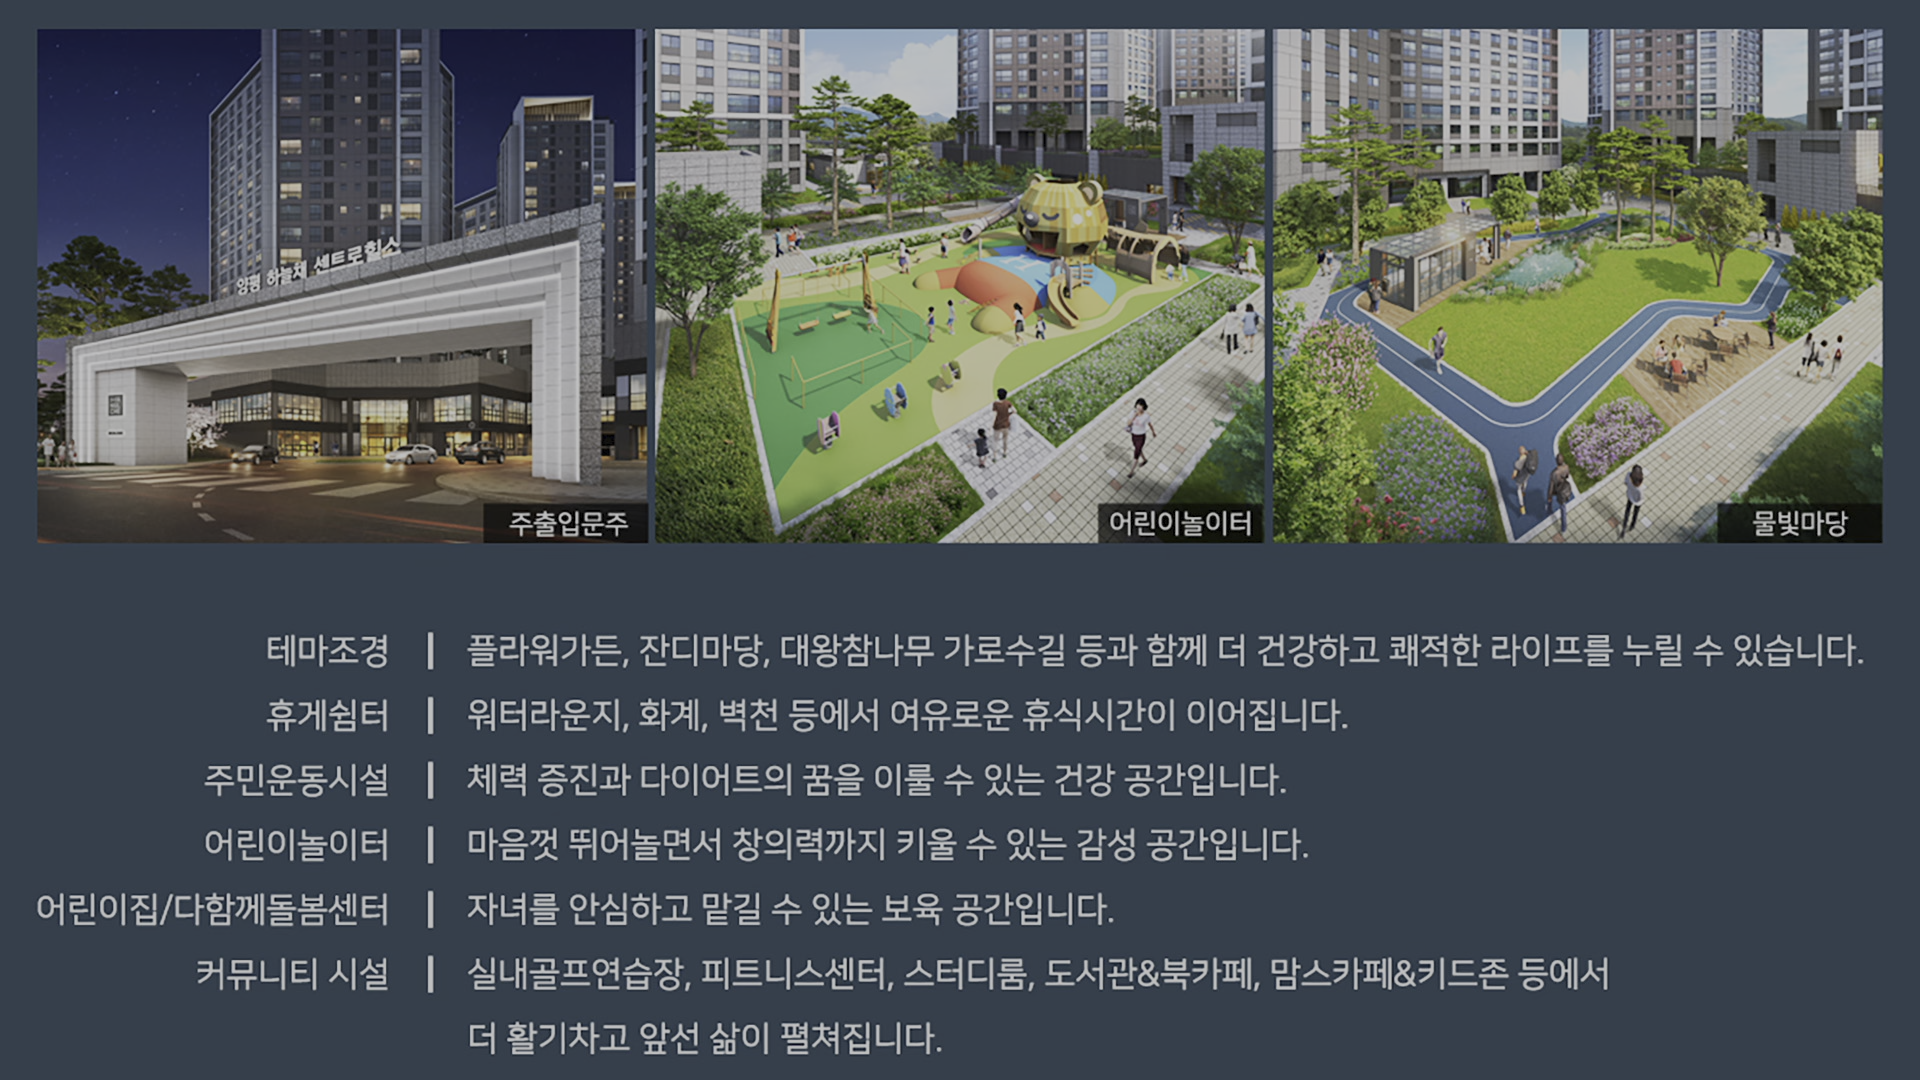 양평 하늘채 센트로힐스
주출입문주
어린이놀이터
물빛마당
테마조경 | 플라워가든, 잔디마당, 대왕참나무 가로수길 등과 함께 더 건강하고 쾌적한 라이프를 누릴 수 있습니다.
휴게쉼터 | 워터라운지, 화계, 벽천 등에서 여유로운 휴식시간이 이어집니다.
주민운동시설 | 체력 증진과 다이어트의 꿈을 이룰 수 있는 건강 공간입니다.
어린이놀이터 | 마음껏 뛰어놀면서 창의력까지 키울 수 있는 감성 공간입니다.
어린이집/다함께돌봄센터 | 자녀를 안심하고 맡길 수 있는 보육 공간입니다.
커뮤니티 시설 | 실내골프연습장, 피트니스센터, 스터디룸, 도서관&북카페, 맘스카페&키드존 등에서
더 활기차고 앞선 삶이 펼쳐집니다.